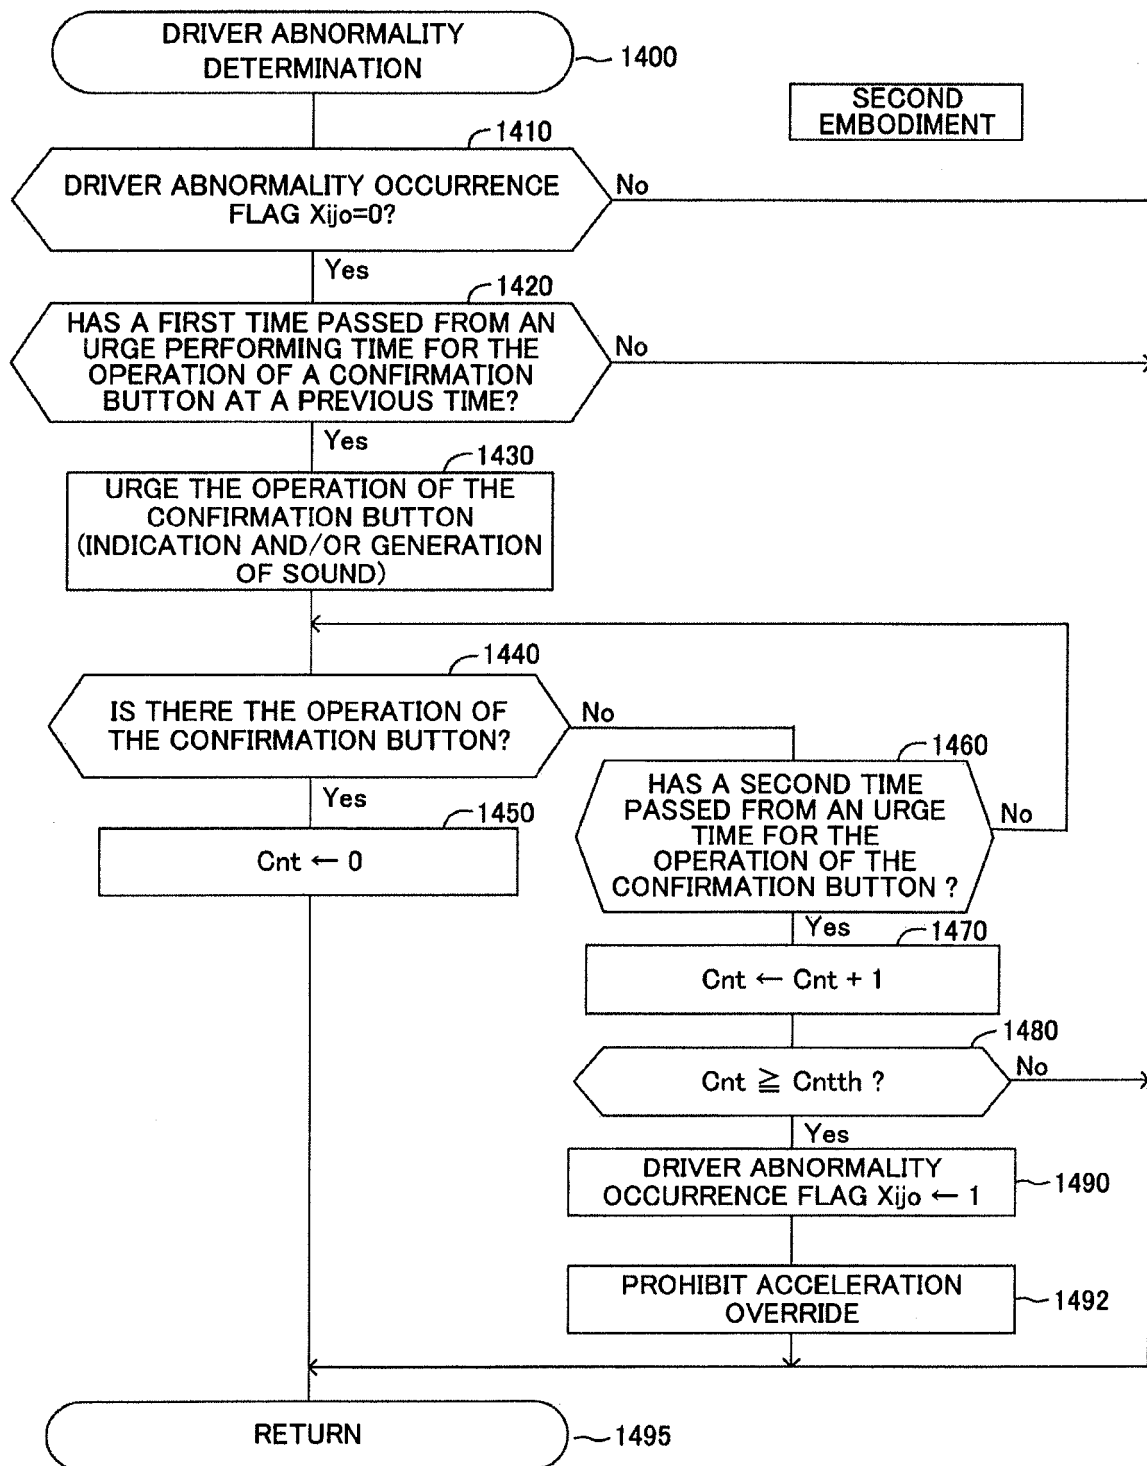 DRIVER ABNORMALITY
DETERMINATION
1400
SECOND
EMBODIMENT
1410
DRIVER ABNORMALITY OCCURRENCE
FLAG Xijo=0?
No
Yes
1420
HAS A FIRST TIME PASSED FROM AN
URGE PERFORMING TIME FOR THE
OPERATION OF A CONFIRMATION
BUTTON AT A PREVIOUS TIME?
No
Yes
1430
URGE THE OPERATION OF THE
CONFIRMATION BUTTON
(INDICATION AND/OR GENERATION
OF SOUND)
1440
IS THERE THE OPERATION OF
THE CONFIRMATION BUTTON?
No
Yes
1450
Cnt ← 0
1460
HAS A SECOND TIME
PASSED FROM AN URGE
TIME FOR THE
OPERATION OF THE
CONFIRMATION BUTTON ?
No
Yes
1470
Cnt ← Cnt + 1
1480
Cnt ≧ Cntth ?
No
Yes
DRIVER ABNORMALITY
OCCURRENCE FLAG Xijo ← 1
1490
PROHIBIT ACCELERATION
OVERRIDE
1492
RETURN
1495